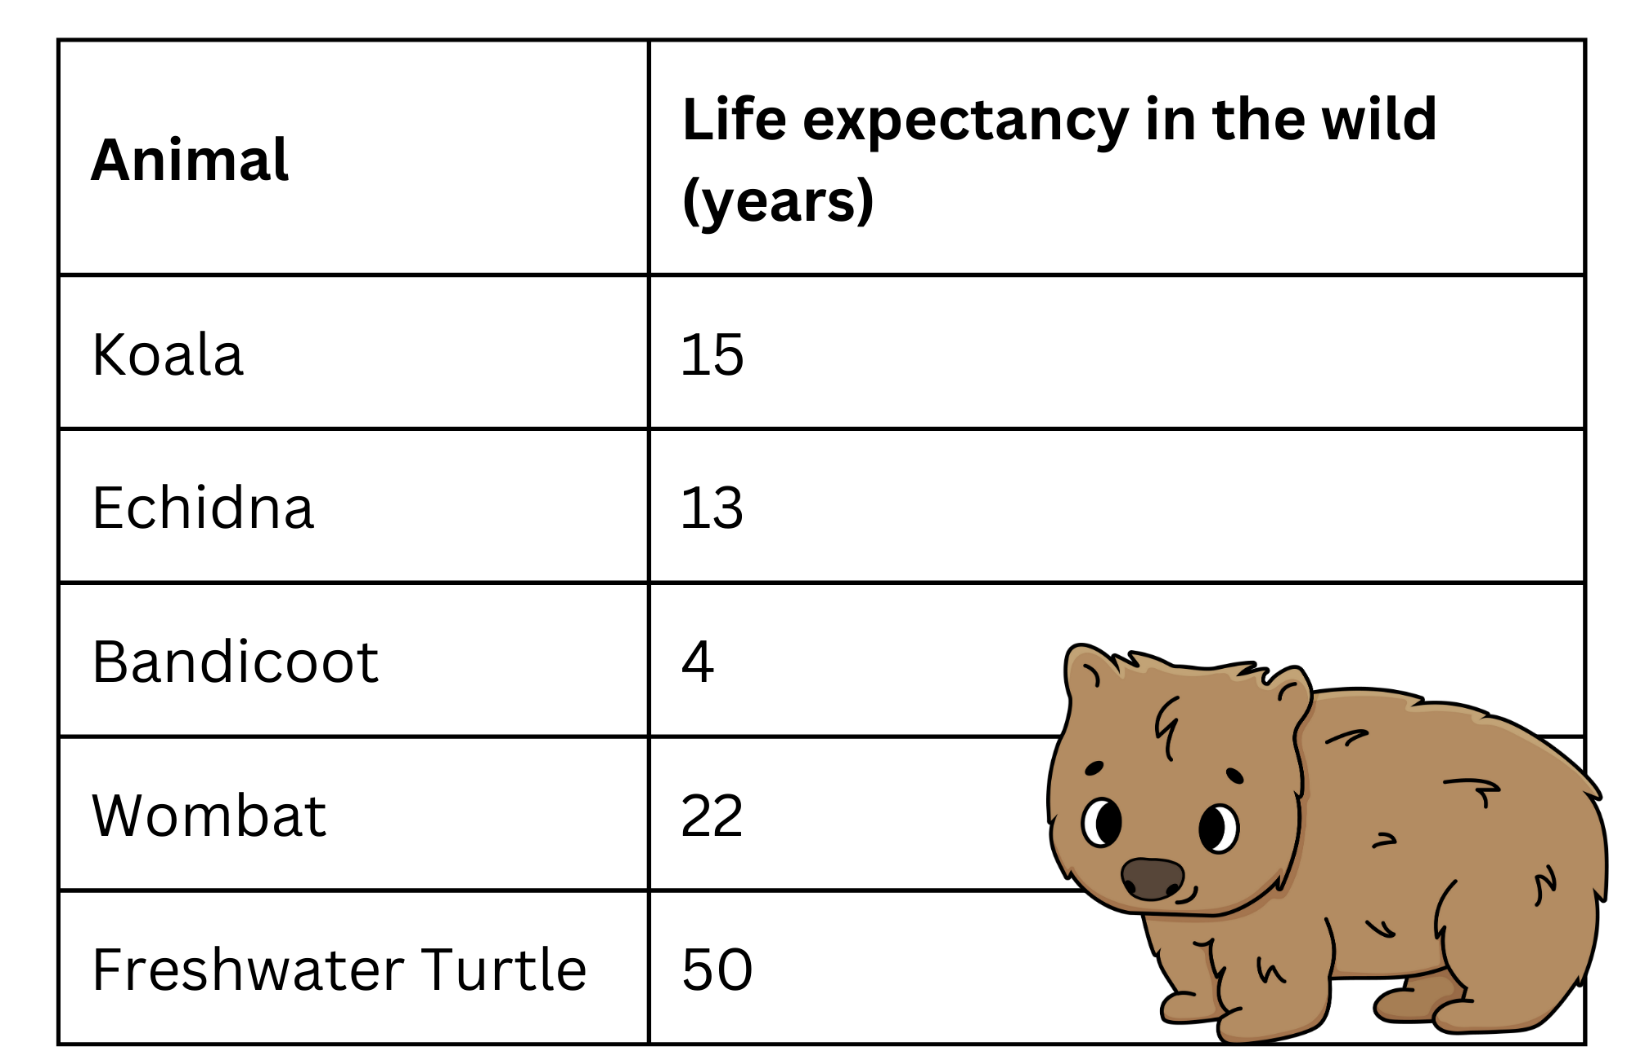 Animal
Life expectancy in the wild
(years)
Koala
15
Echidna
13
Bandicoot
4
Wombat
22
Freshwater Turtle
50